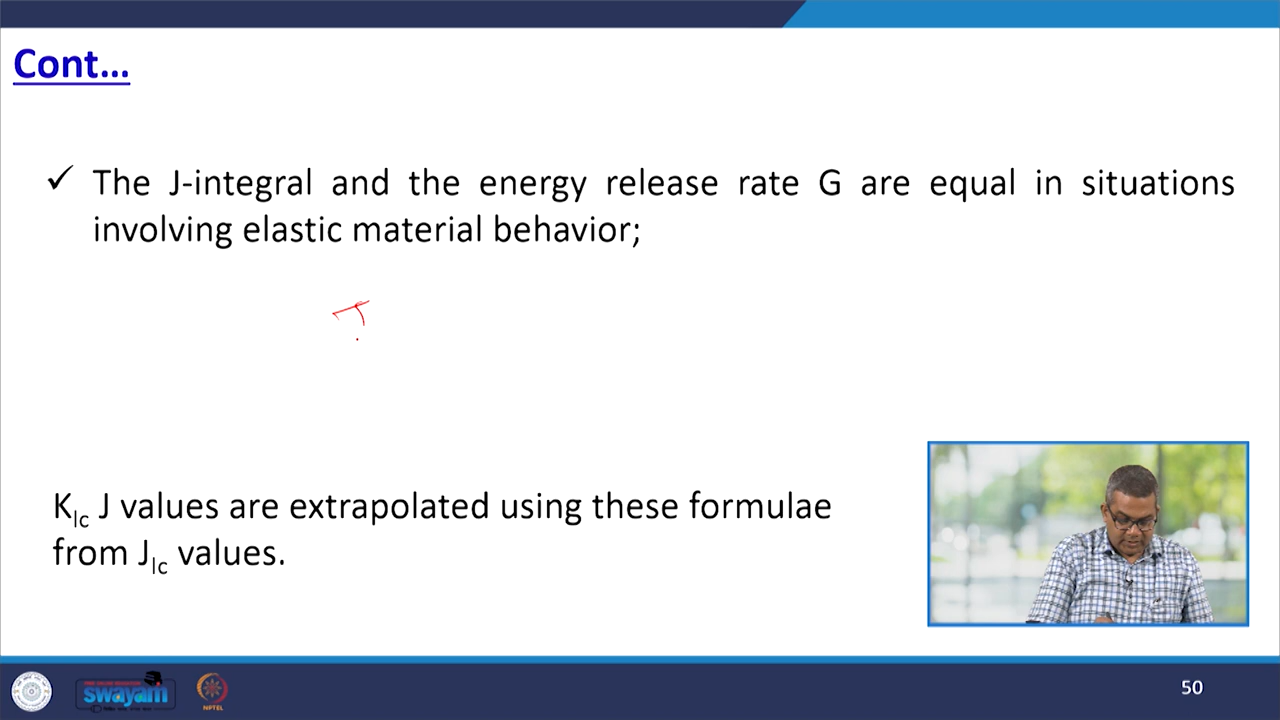 Cont...
✓ The J-integral and the energy release rate G are equal in situations
involving elastic material behavior;
K_Ic J values are extrapolated using these formulae
from J_Ic values.
swayam
NPTEL
50